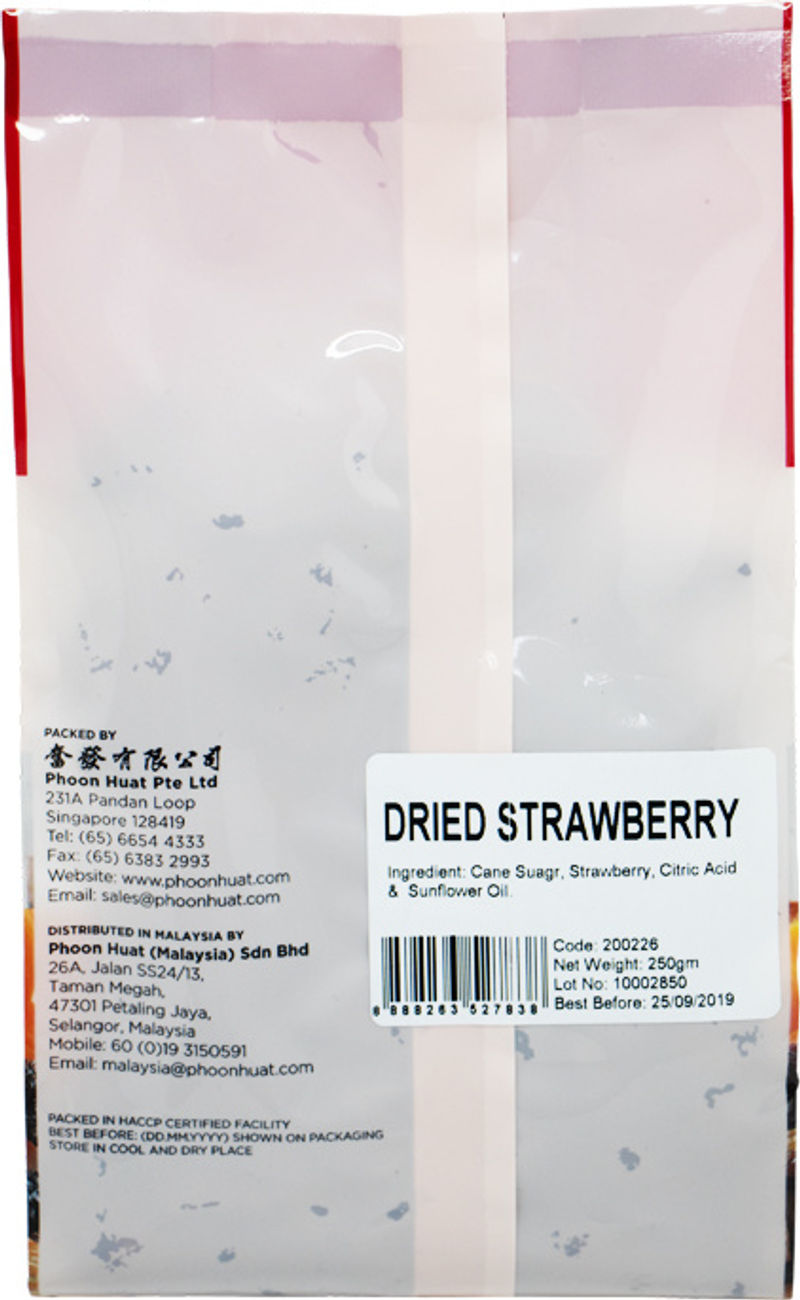 PACKED BY
奮發有限公司
Phoon Huat Pte Ltd
231A Pandan Loop
Singapore 128419
Tel: (65) 6654 4333
Fax: (65) 6383 2993
Website: www.phoonhuat.com
Email: sales@phoonhuat.com
DISTRIBUTED IN MALAYSIA BY
Phoon Huat (Malaysia) Sdn Bhd
26A, Jalan SS24/13,
Taman Megah,
47301 Petaling Jaya,
Selangor, Malaysia
Mobile: 60 (0)19 3150591
Email: malaysia@phoonhuat.com
PACKED IN HACCP CERTIFIED FACILITY
BEST BEFORE: (DD.MM.YYYY) SHOWN ON PACKAGING
STORE IN COOL AND DRY PLACE
DRIED STRAWBERRY
Ingredient: Cane Suagr, Strawberry, Citric Acid
& Sunflower Oil.
8 888263 527838
Code: 200226
Net Weight: 250gm
Lot No: 10002850
Best Before: 25/09/2019